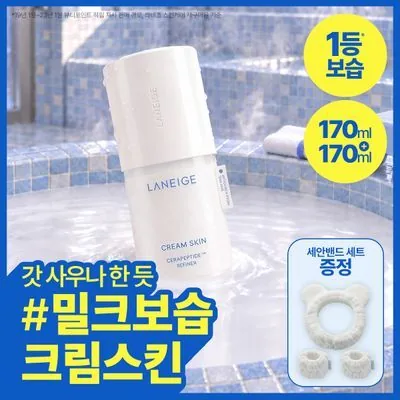 1등*
보습
170ml
+
170ml
LANEIGE
LANEIGE
CREAM SKIN
CERAPEPTIDE™
REFINER
세안밴드 세트
증정
갓 사우나 한 듯
#밀크보습
크림스킨